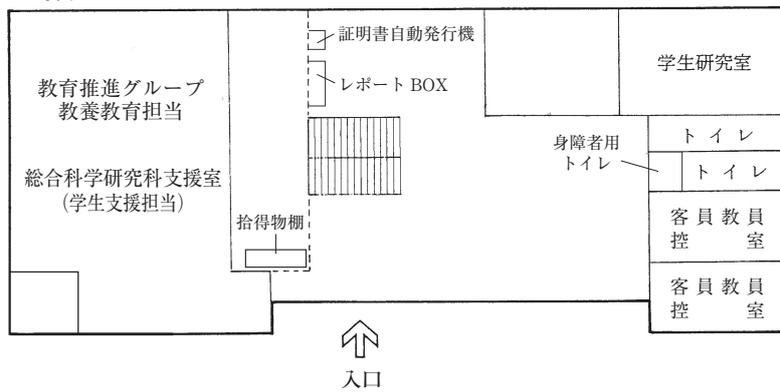 証明書自動発行機
レポート BOX
教育推進グループ
教養教育担当
総合科学研究科支援室
(学生支援担当)
拾得物棚
学生研究室
身障者用
トイレ
トイレ
トイレ
客員教員
控室
客員教員
控室
入口